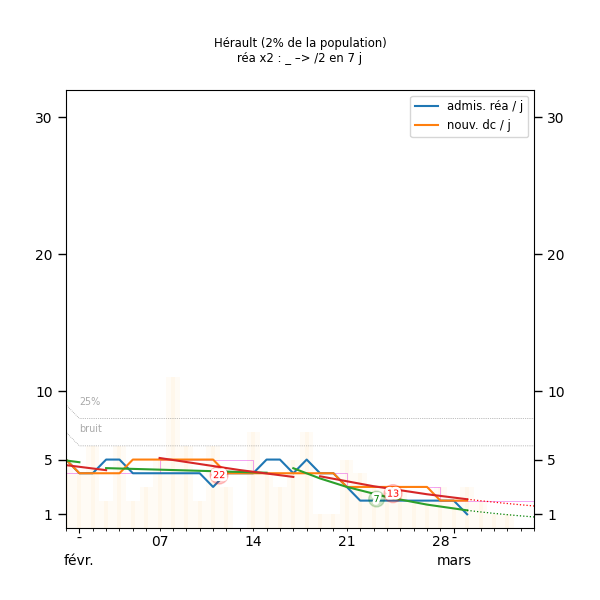 Hérault (2% de la population)
réa x2 : _ –> /2 en 7 j
admis. réa / j
nouv. dc / j
30
30
20
20
10
10
25%
bruit
5
5
22
7
13
1
1
07
14
21
28
févr.
mars